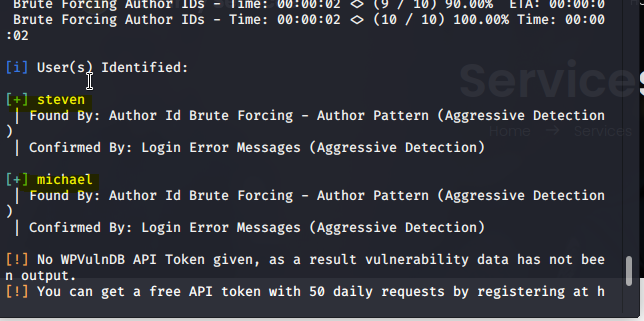 Brute Forcing Author IDs - Time: 00:00:02 <> (9 / 10) 90.00%  ETA: 00:00:0
Brute Forcing Author IDs - Time: 00:00:02 <> (10 / 10) 100.00% Time: 00:00
:02
[i] User(s) Identified:
Services
[+] steven
| Found By: Author Id Brute Forcing - Author Pattern (Aggressive Detection
)
Home → Services
| Confirmed By: Login Error Messages (Aggressive Detection)
[+] michael
| Found By: Author Id Brute Forcing - Author Pattern (Aggressive Detection
)
| Confirmed By: Login Error Messages (Aggressive Detection)
[!] No WPVulnDB API Token given, as a result vulnerability data has not bee
n output.
[!] You can get a free API token with 50 daily requests by registering at h